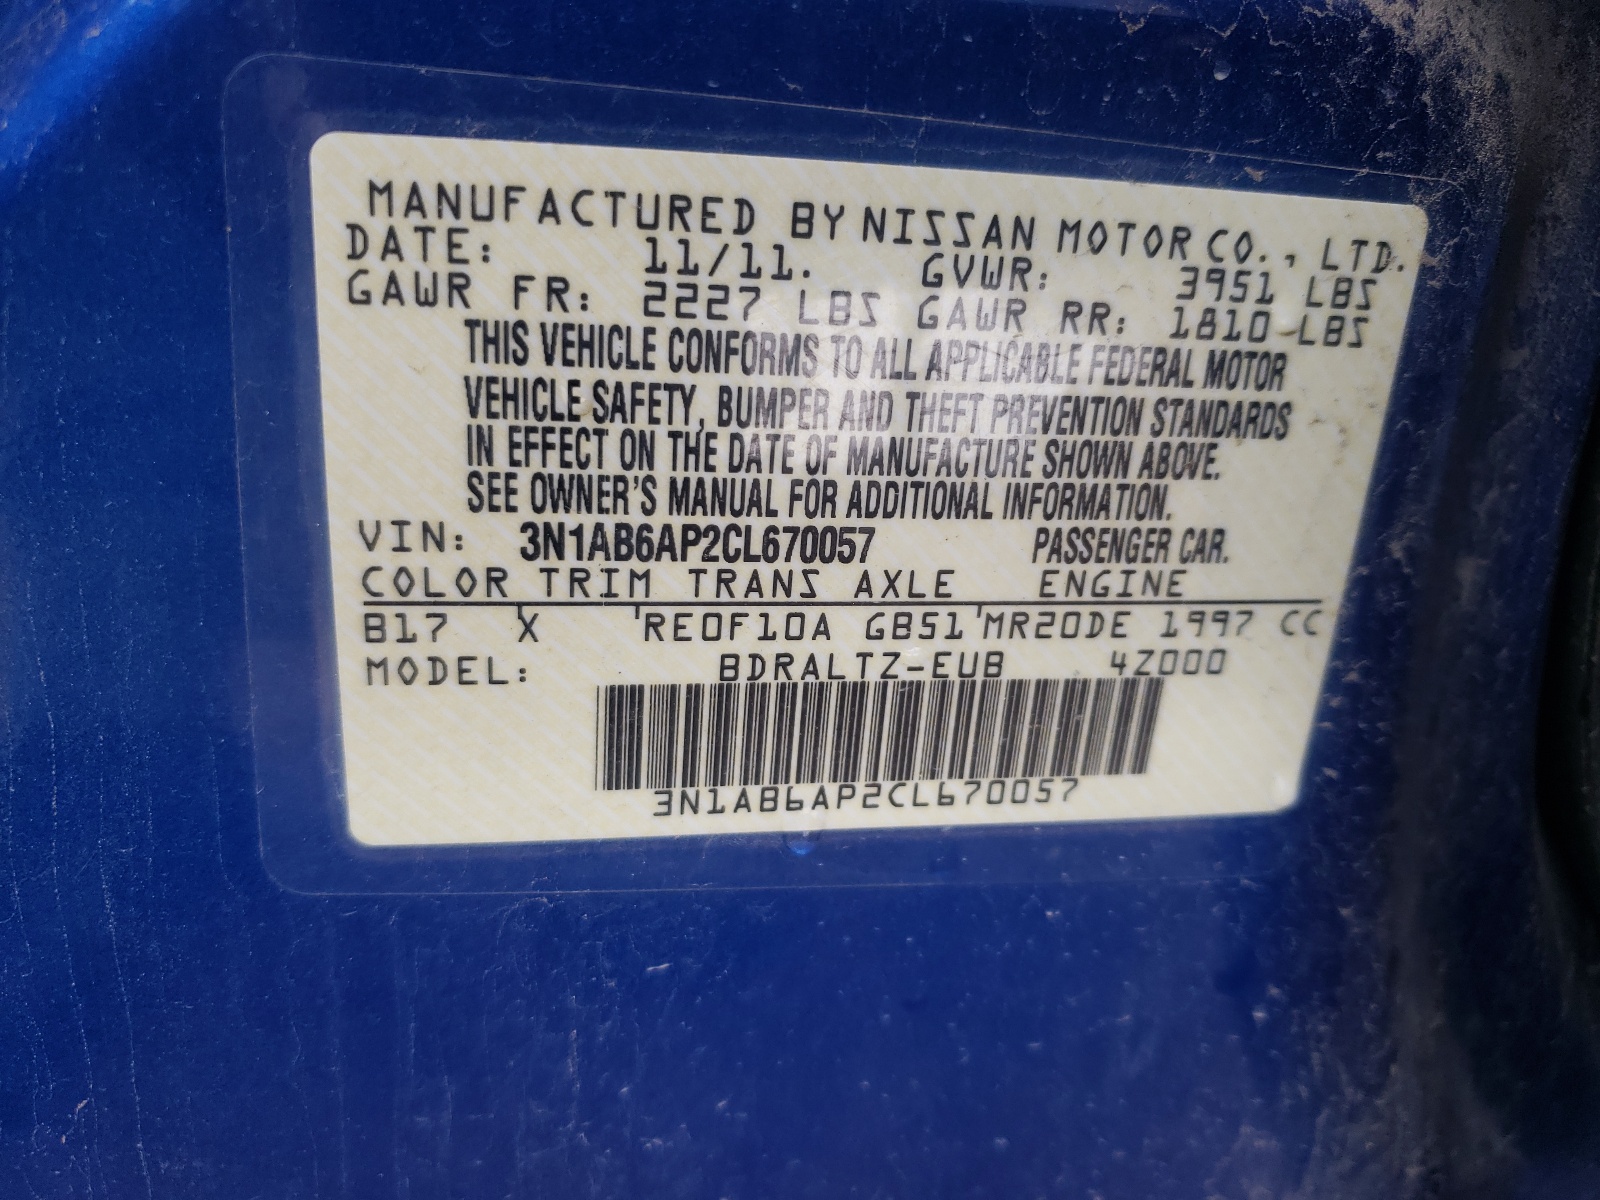 MANUFACTURED BY NISSAN MOTOR CO., LTD.
DATE: 11/11. GVWR: 3951 LBS
GAWR FR: 2227 LBS GAWR RR: 1810 LBS
THIS VEHICLE CONFORMS TO ALL APPLICABLE FEDERAL MOTOR
VEHICLE SAFETY, BUMPER AND THEFT PREVENTION STANDARDS
IN EFFECT ON THE DATE OF MANUFACTURE SHOWN ABOVE.
SEE OWNER'S MANUAL FOR ADDITIONAL INFORMATION.
VIN: 3N1AB6AP2CL670057 PASSENGER CAR.
COLOR TRIM TRANS AXLE ENGINE
B17 X RE0F10A GB51 MR20DE 1997 CC
MODEL: BDRALTZ-EUB 4Z000
3N1AB6AP2CL670057